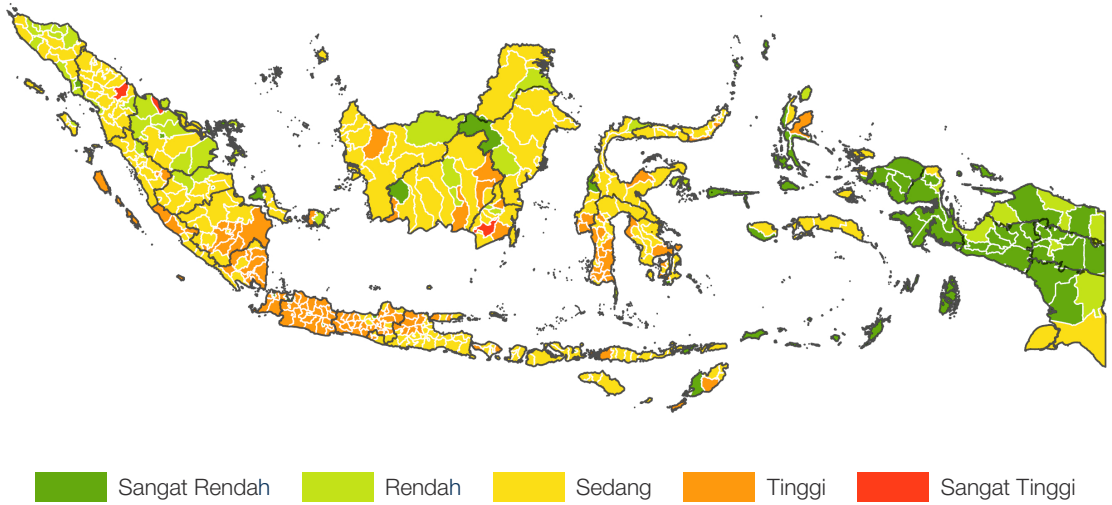 Sangat Rendah
Rendah
Sedang
Tinggi
Sangat Tinggi